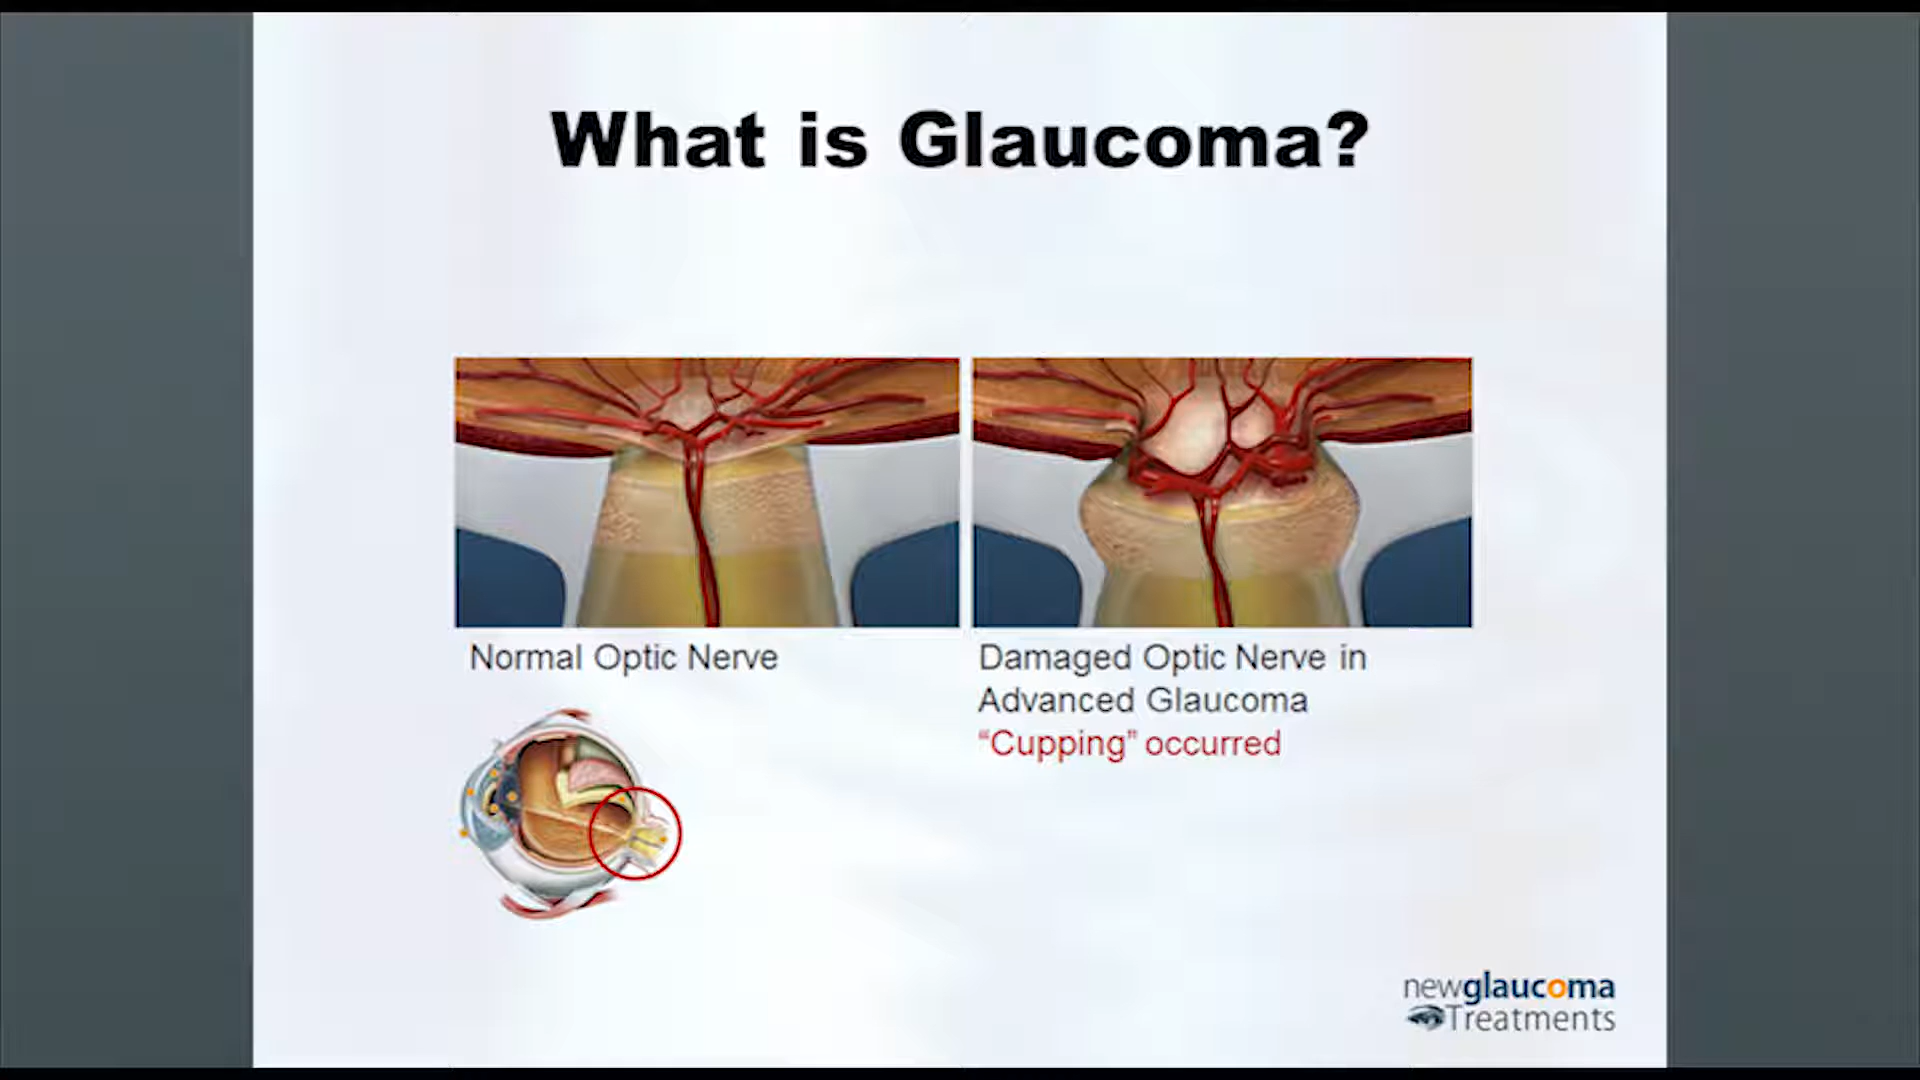 What is Glaucoma?
Normal Optic Nerve
Damaged Optic Nerve in
Advanced Glaucoma
“Cupping” occurred
newglaucoma
Treatments